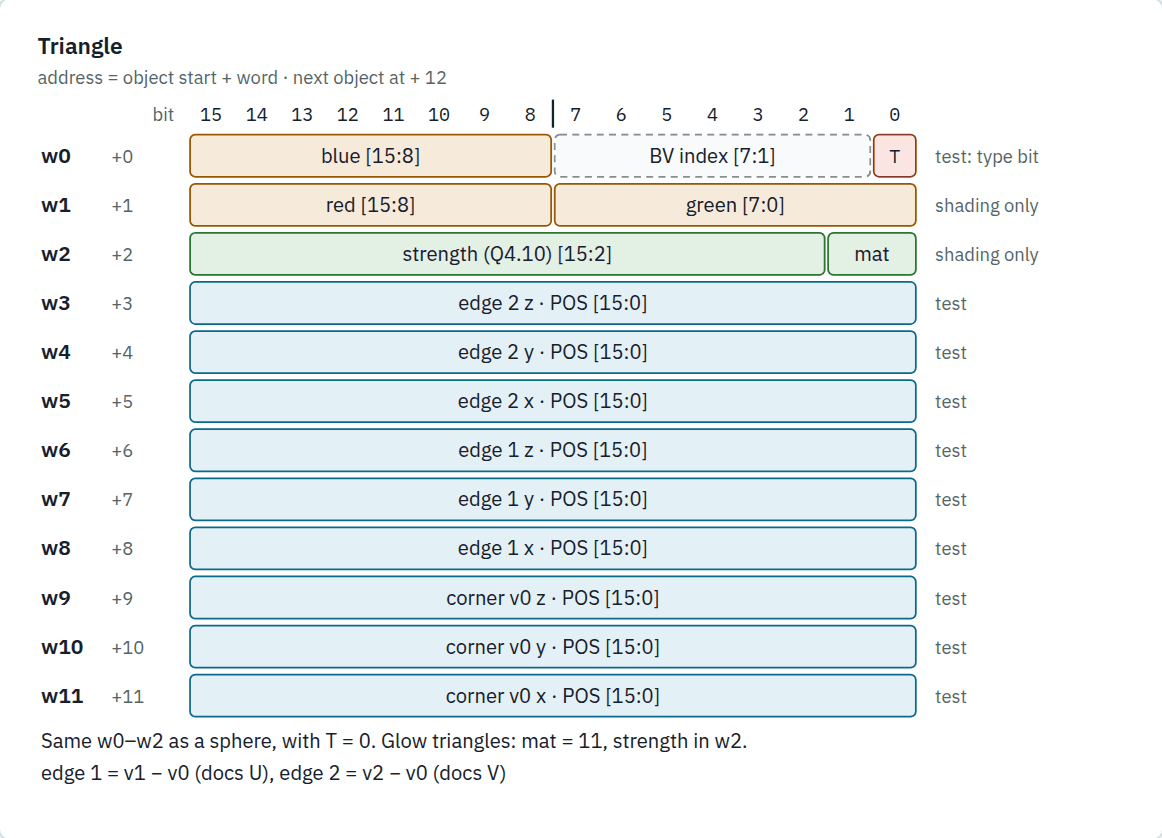 Triangle
address = object start + word · next object at + 12
bit 15 14 13 12 11 10 9 8 7 6 5 4 3 2 1 0
w0 +0 blue [15:8] BV index [7:1] T test: type bit
w1 +1 red [15:8] green [7:0] shading only
w2 +2 strength (Q4.10) [15:2] mat shading only
w3 +3 edge 2 z · POS [15:0] test
w4 +4 edge 2 y · POS [15:0] test
w5 +5 edge 2 x · POS [15:0] test
w6 +6 edge 1 z · POS [15:0] test
w7 +7 edge 1 y · POS [15:0] test
w8 +8 edge 1 x · POS [15:0] test
w9 +9 corner v0 z · POS [15:0] test
w10 +10 corner v0 y · POS [15:0] test
w11 +11 corner v0 x · POS [15:0] test
Same w0–w2 as a sphere, with T = 0. Glow triangles: mat = 11, strength in w2.
edge 1 = v1 − v0 (docs U), edge 2 = v2 − v0 (docs V)